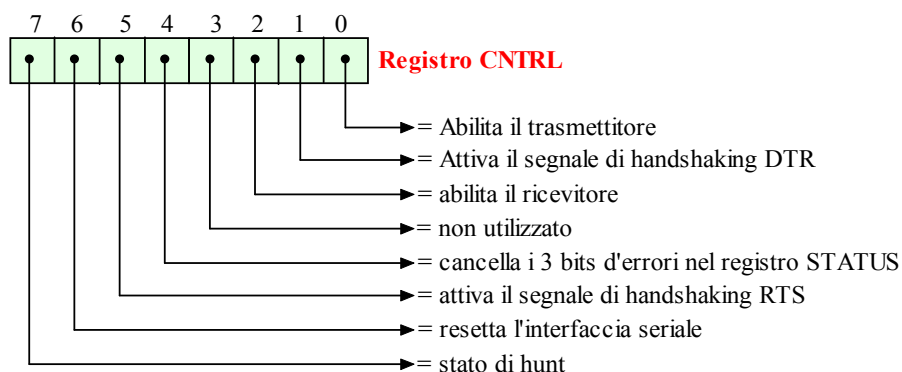 7 6 5 4 3 2 1 0
Registro CNTRL
= Abilita il trasmettitore
= Attiva il segnale di handshaking DTR
= abilita il ricevitore
= non utilizzato
= cancella i 3 bits d'errori nel registro STATUS
= attiva il segnale di handshaking RTS
= resetta l'interfaccia seriale
= stato di hunt